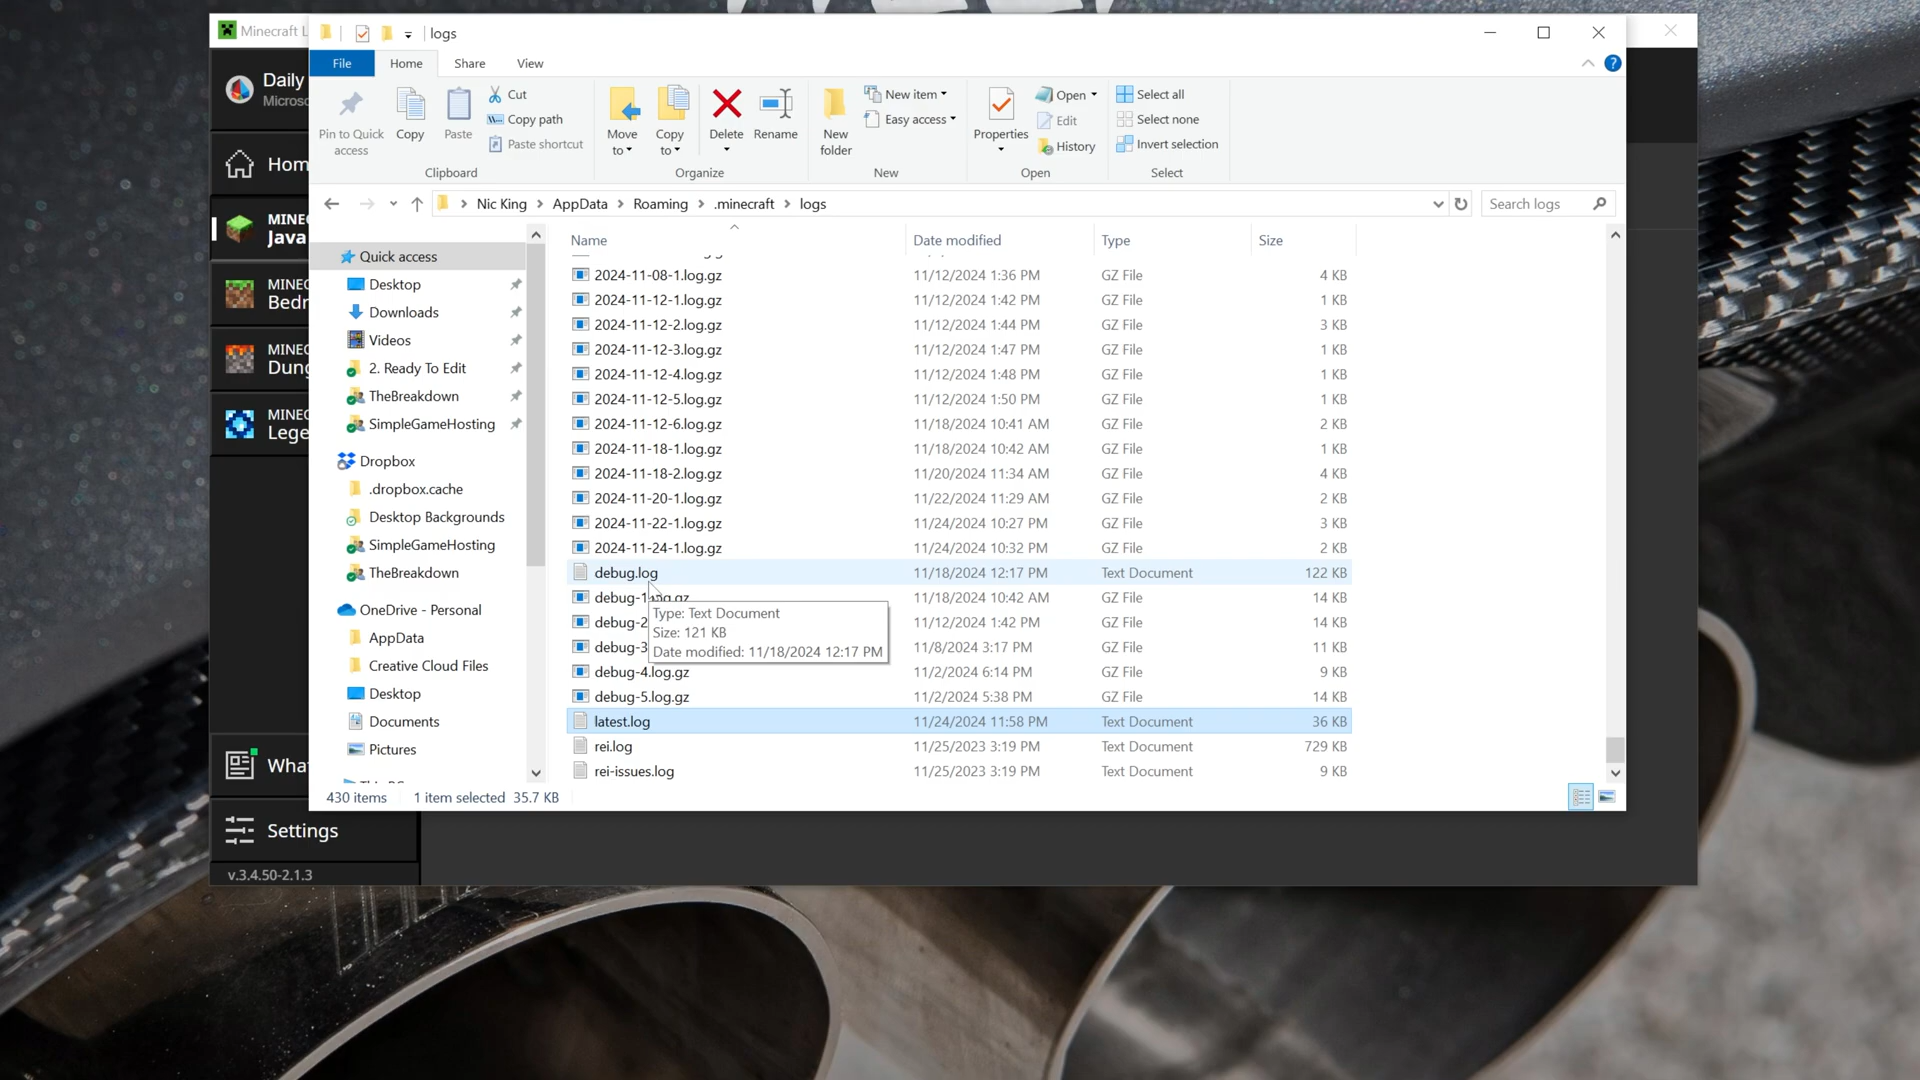 Minecraft L
logs
File
Home
Share
View
Pin to Quick access
Copy
Paste
Cut
Copy path
Paste shortcut
Clipboard
Move to
Copy to
Delete
Rename
Organize
New folder
New item
Easy access
New
Properties
Open
Edit
History
Open
Select all
Select none
Invert selection
Select
Nic King
AppData
Roaming
.minecraft
logs
Search logs
Daily
Microso
Hom
MINEC
Java
MINEC
Bedr
MINEC
Dung
MINEC
Lege
What
Settings
v.3.4.50-2.1.3
Quick access
Desktop
Downloads
Videos
2. Ready To Edit
TheBreakdown
SimpleGameHosting
Dropbox
.dropbox.cache
Desktop Backgrounds
SimpleGameHosting
TheBreakdown
OneDrive - Personal
AppData
Creative Cloud Files
Desktop
Documents
Pictures
Name Date modified Type Size
2024-11-08-1.log.gz 11/12/2024 1:36 PM GZ File 4 KB
2024-11-12-1.log.gz 11/12/2024 1:42 PM GZ File 1 KB
2024-11-12-2.log.gz 11/12/2024 1:44 PM GZ File 3 KB
2024-11-12-3.log.gz 11/12/2024 1:47 PM GZ File 1 KB
2024-11-12-4.log.gz 11/12/2024 1:48 PM GZ File 1 KB
2024-11-12-5.log.gz 11/12/2024 1:50 PM GZ File 1 KB
2024-11-12-6.log.gz 11/18/2024 10:41 AM GZ File 2 KB
2024-11-18-1.log.gz 11/18/2024 10:42 AM GZ File 1 KB
2024-11-18-2.log.gz 11/20/2024 11:34 AM GZ File 4 KB
2024-11-20-1.log.gz 11/22/2024 11:29 AM GZ File 2 KB
2024-11-22-1.log.gz 11/24/2024 10:27 PM GZ File 3 KB
2024-11-24-1.log.gz 11/24/2024 10:32 PM GZ File 2 KB
debug.log 11/18/2024 12:17 PM Text Document 122 KB
debug-1.log.gz 11/18/2024 10:42 AM GZ File 14 KB
debug-2 11/12/2024 1:42 PM GZ File 14 KB
debug-3 11/8/2024 3:17 PM GZ File 11 KB
debug-4.log.gz 11/2/2024 6:14 PM GZ File 9 KB
debug-5.log.gz 11/2/2024 5:38 PM GZ File 14 KB
latest.log 11/24/2024 11:58 PM Text Document 36 KB
rei.log 11/25/2023 3:19 PM Text Document 729 KB
rei-issues.log 11/25/2023 3:19 PM Text Document 9 KB
Type: Text Document
Size: 121 KB
Date modified: 11/18/2024 12:17 PM
430 items 1 item selected 35.7 KB